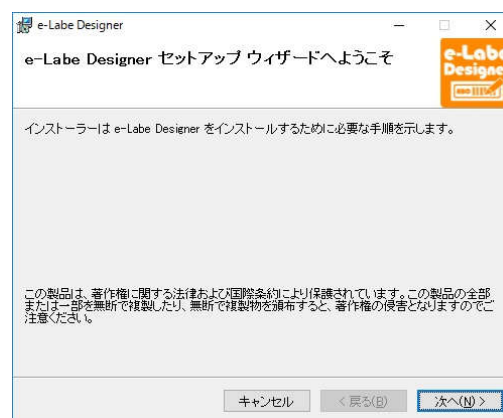 e-Labe Designer
e-Labe Designer セットアップ ウィザードへようこそ
e-Labe
Designe
インストーラーは e-Labe Designer をインストールするために必要な手順を示します。
この製品は、著作権に関する法律および国際条約により保護されています。この製品の全部
または一部を無断で複製したり、無断で複製物を頒布すると、著作権の侵害となりますのでご
注意ください。
キャンセル
< 戻る(B)
次へ(N) >